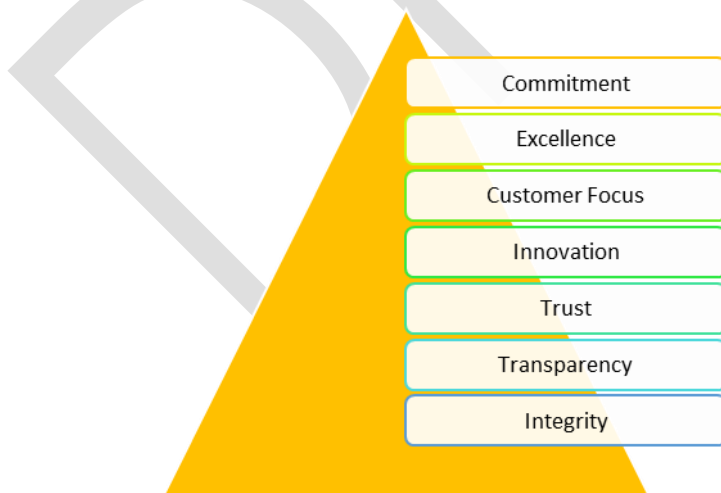 Commitment
Excellence
Customer Focus
Innovation
Trust
Transparency
Integrity